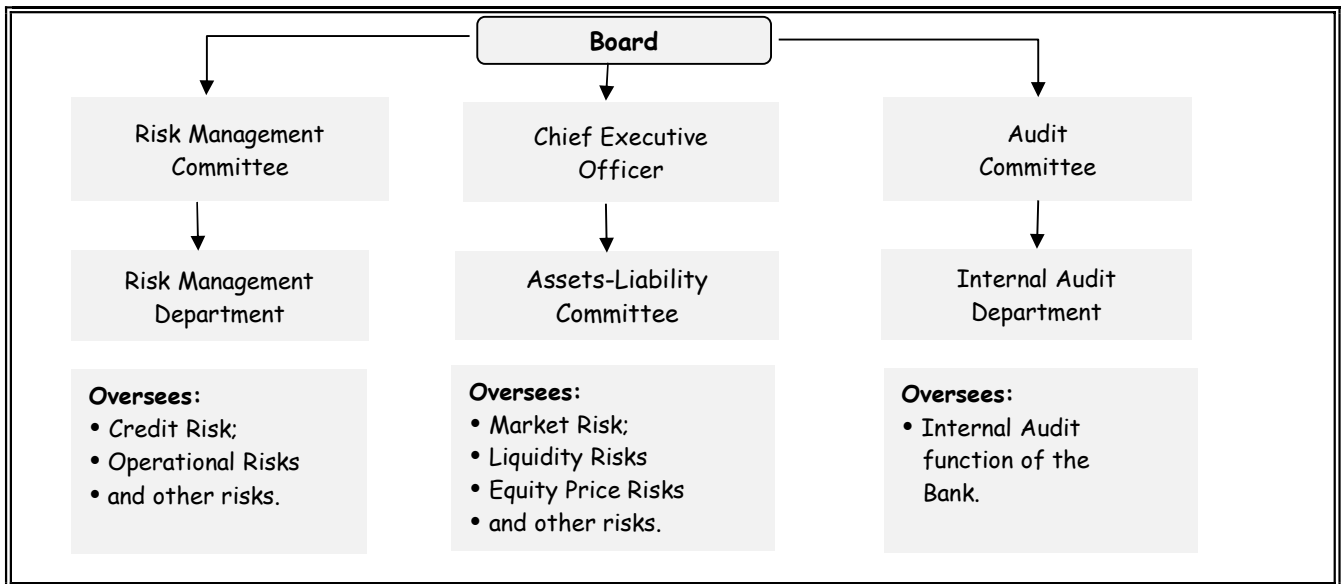 Board
Risk Management
Committee
Chief Executive
Officer
Audit
Committee
Risk Management
Department
Assets-Liability
Committee
Internal Audit
Department
Oversees:
• Credit Risk;
• Operational Risks
• and other risks.
Oversees:
• Market Risk;
• Liquidity Risks
• Equity Price Risks
• and other risks.
Oversees:
• Internal Audit
function of the
Bank.